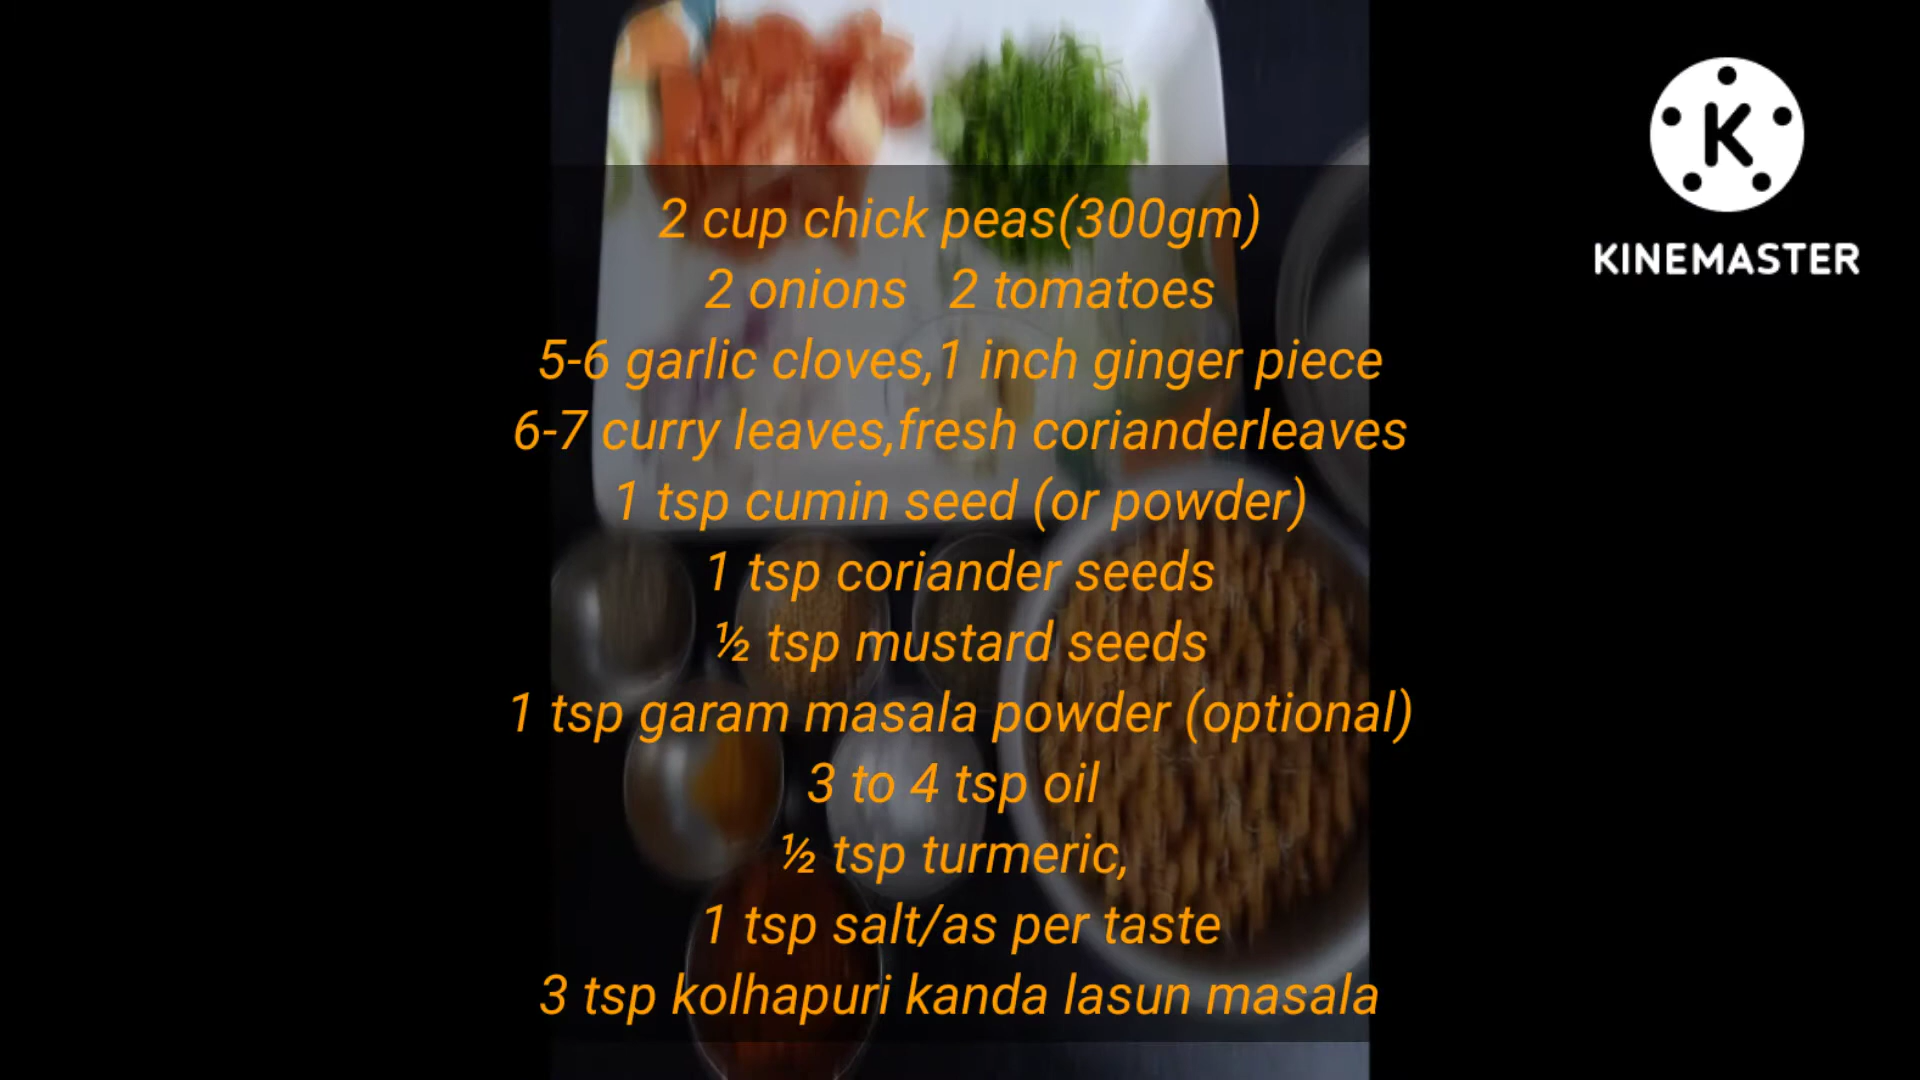 2 cup chick peas(300gm)
2 onions 2 tomatoes
5-6 garlic cloves,1 inch ginger piece
6-7 curry leaves,fresh corianderleaves
1 tsp cumin seed (or powder)
1 tsp coriander seeds
½ tsp mustard seeds
1 tsp garam masala powder (optional)
3 to 4 tsp oil
½ tsp turmeric,
1 tsp salt/as per taste
3 tsp kolhapuri kanda lasun masala
K
KINEMASTER